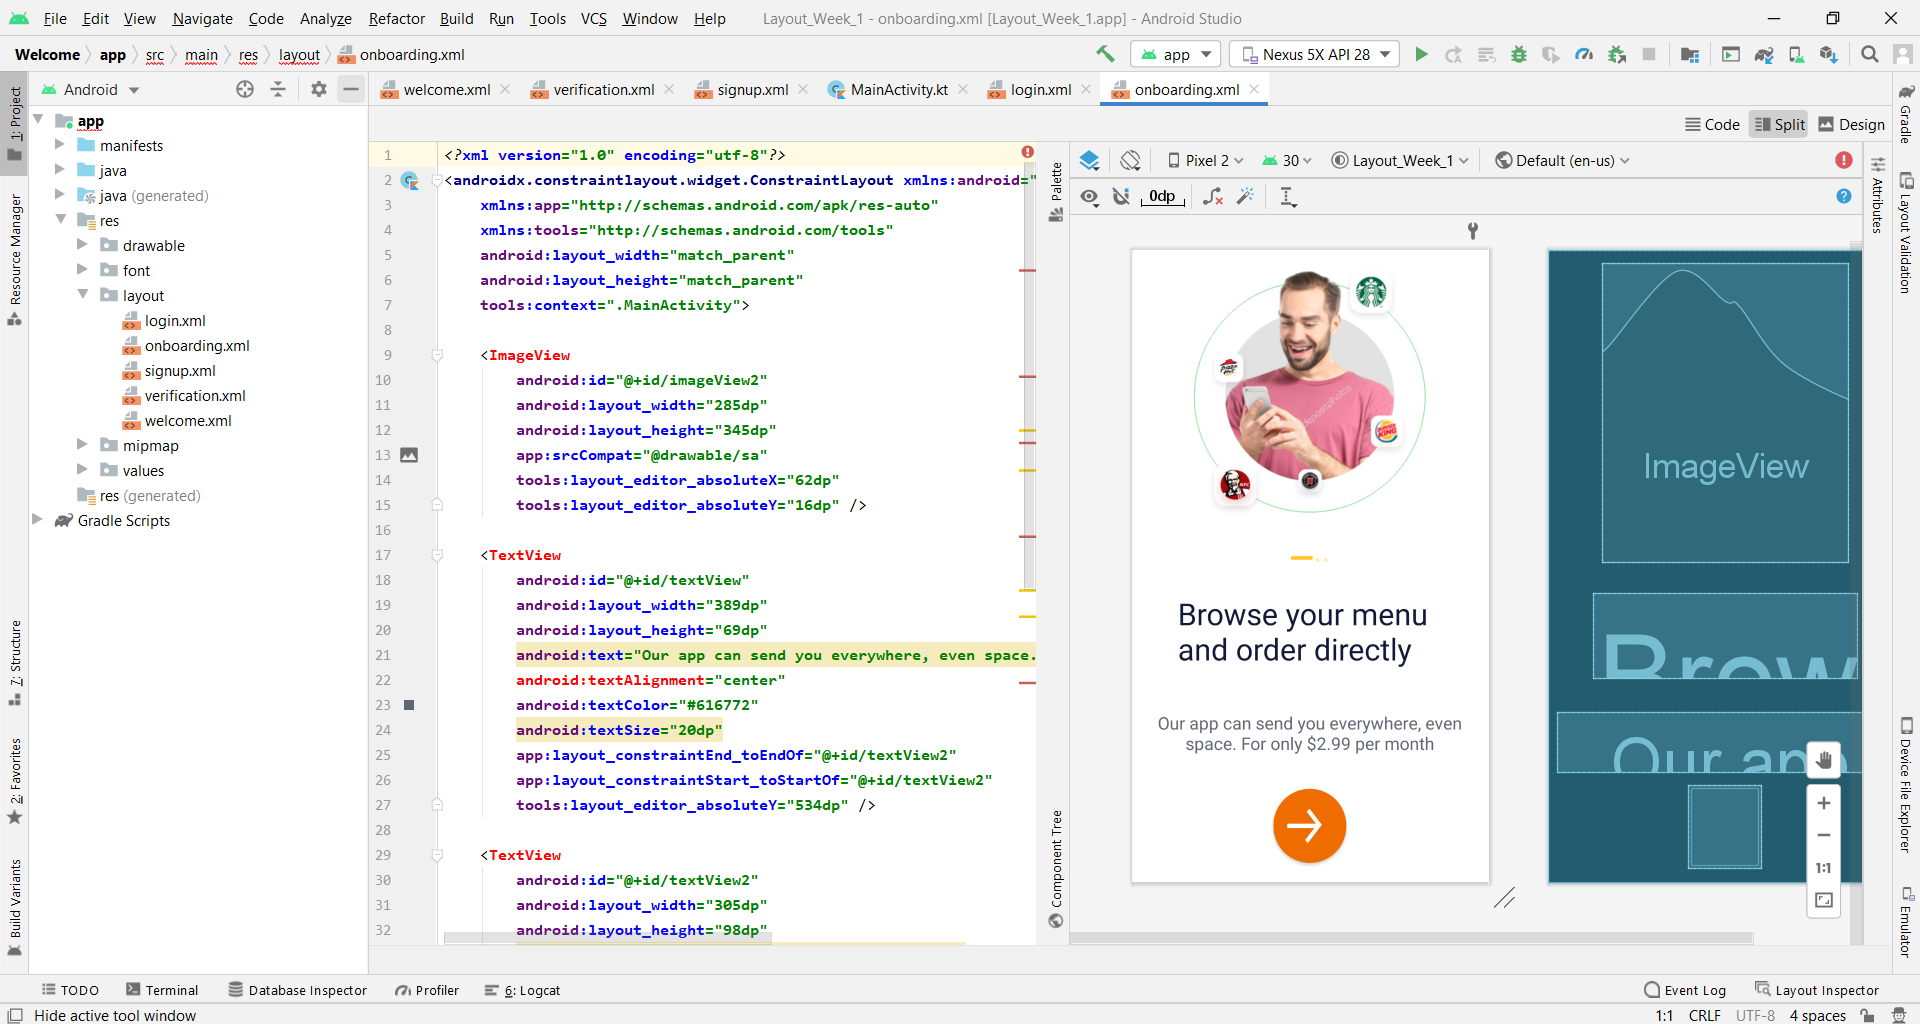 File Edit View Navigate Code Analyze Refactor Build Run Tools VCS Window Help Layout_Week_1 - onboarding.xml [Layout_Week_1.app] - Android Studio
Welcome app src main res layout onboarding.xml app Nexus 5X API 28
Android welcome.xml verification.xml signup.xml MainActivity.kt login.xml onboarding.xml
Code Split Design
1: Project
Resource Manager
7: Structure
2: Favorites
Build Variants
app
manifests
java
java (generated)
res
drawable
font
layout
login.xml
onboarding.xml
signup.xml
verification.xml
welcome.xml
mipmap
values
res (generated)
Gradle Scripts
1 <?xml version="1.0" encoding="utf-8"?>
2 <androidx.constraintlayout.widget.ConstraintLayout xmlns:android="
3 xmlns:app="http://schemas.android.com/apk/res-auto"
4 xmlns:tools="http://schemas.android.com/tools"
5 android:layout_width="match_parent"
6 android:layout_height="match_parent"
7 tools:context=".MainActivity">
8
9 <ImageView
10 android:id="@+id/imageView2"
11 android:layout_width="285dp"
12 android:layout_height="345dp"
13 app:srcCompat="@drawable/sa"
14 tools:layout_editor_absoluteX="62dp"
15 tools:layout_editor_absoluteY="16dp" />
16
17 <TextView
18 android:id="@+id/textView"
19 android:layout_width="389dp"
20 android:layout_height="69dp"
21 android:text="Our app can send you everywhere, even space.
22 android:textAlignment="center"
23 android:textColor="#616772"
24 android:textSize="20dp"
25 app:layout_constraintEnd_toEndOf="@+id/textView2"
26 app:layout_constraintStart_toStartOf="@+id/textView2"
27 tools:layout_editor_absoluteY="534dp" />
28
29 <TextView
30 android:id="@+id/textView2"
31 android:layout_width="305dp"
32 android:layout_height="98dp"
Palette
Component Tree
Pixel 2 30 Layout_Week_1 Default (en-us)
0dp
Pizza Hut
BURGER KING
KFC
depositphotos
Browse your menu
and order directly
Our app can send you everywhere, even
space. For only $2.99 per month
ImageView
Brow
Our app
1:1
Attributes
Gradle
Layout Validation
Device File Explorer
Emulator
TODO Terminal Database Inspector Profiler 6: Logcat Event Log Layout Inspector
Hide active tool window 1:1 CRLF UTF-8 4 spaces